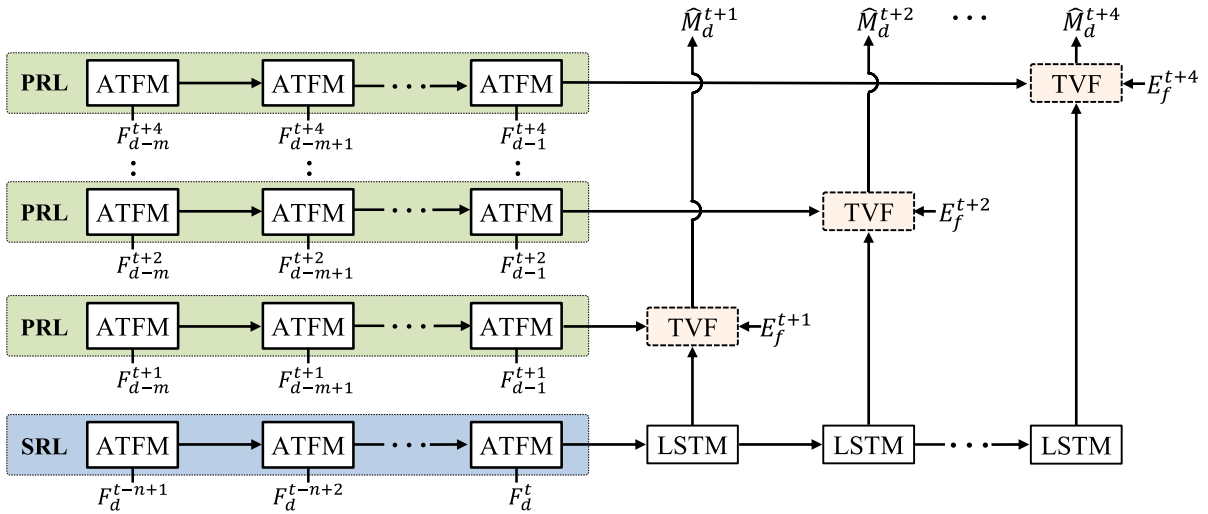 M̂_d^{t+1} M̂_d^{t+2} ··· M̂_d^{t+4}
PRL ATFM ATFM ··· ATFM TVF E_f^{t+4}
F_{d-m}^{t+4} F_{d-m+1}^{t+4} F_{d-1}^{t+4}
PRL ATFM ATFM ··· ATFM TVF E_f^{t+2}
F_{d-m}^{t+2} F_{d-m+1}^{t+2} F_{d-1}^{t+2}
PRL ATFM ATFM ··· ATFM TVF E_f^{t+1}
F_{d-m}^{t+1} F_{d-m+1}^{t+1} F_{d-1}^{t+1}
SRL ATFM ATFM ··· ATFM LSTM LSTM ··· LSTM
F_d^{t-n+1} F_d^{t-n+2} F_d^t